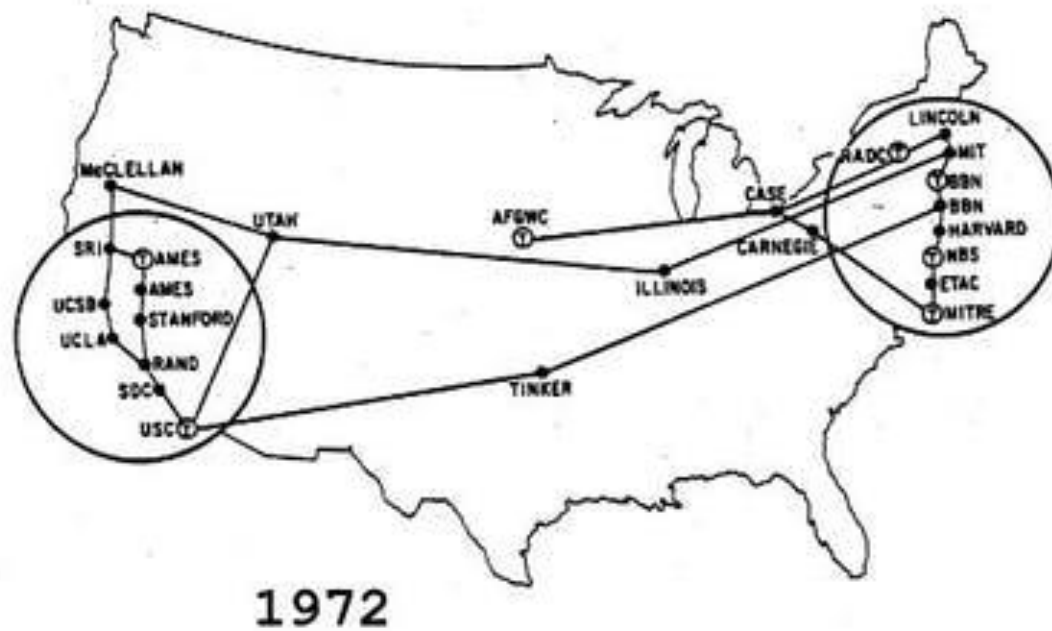 LINCOLN
RADC T
MIT
McCLELLAN
T BBN
CASE
BBN
UTAH
AFGWC
T
HARVARD
CARNEGIE
SRI
T AMES
T NBS
ILLINOIS
AMES
ETAC
UCSB
STANFORD
T MITRE
UCLA
RAND
TINKER
SDC
USC T
1972